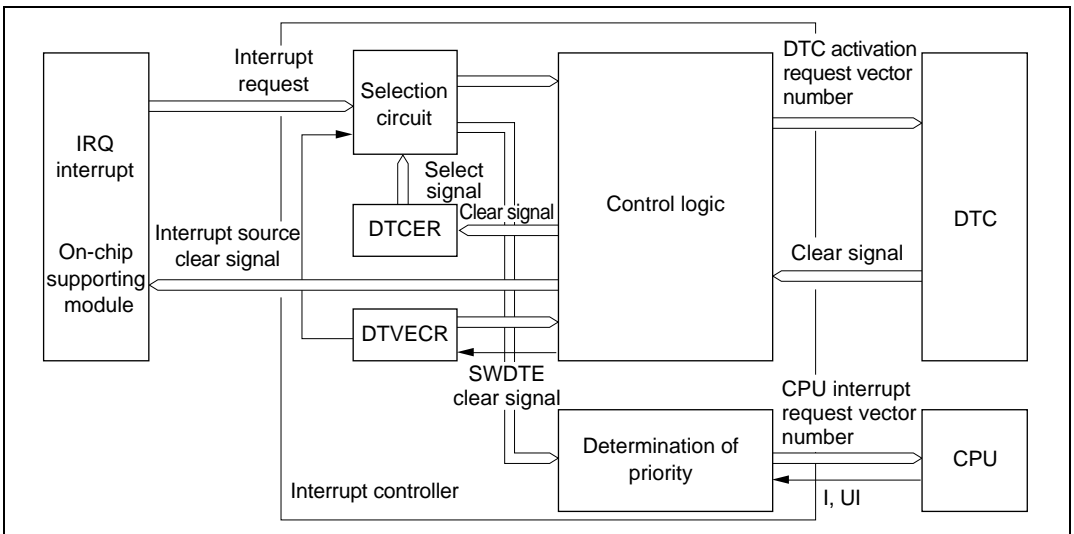 Interrupt
request
Selection
circuit
DTC activation
request vector
number
IRQ
interrupt
Select
signal
Control logic
DTCER
Clear signal
DTC
On-chip
supporting
module
Interrupt source
clear signal
Clear signal
DTVECR
SWDTE
clear signal
CPU interrupt
request vector
number
Determination of
priority
CPU
I, UI
Interrupt controller